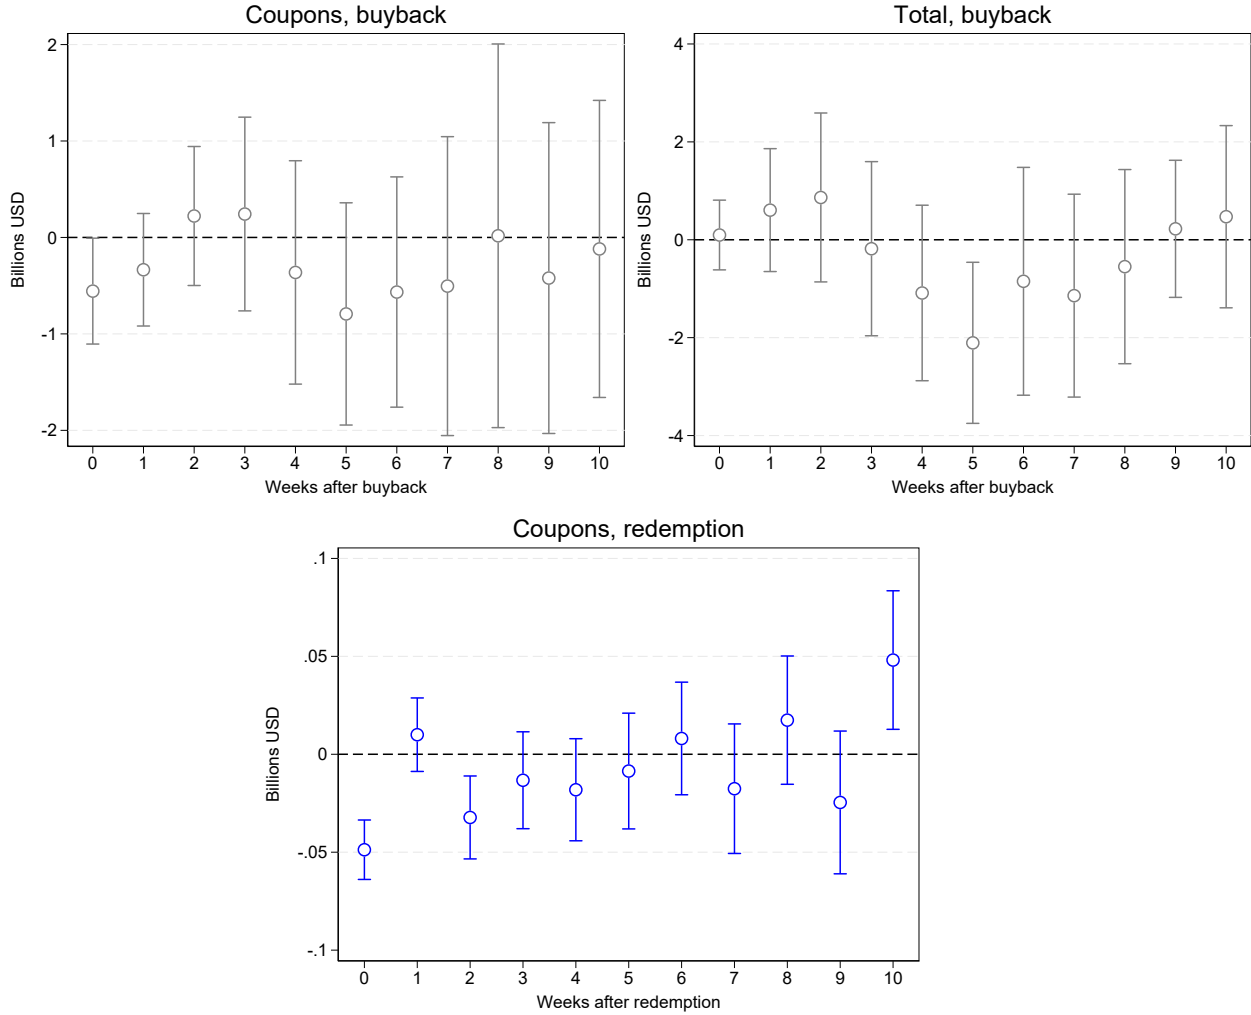 Coupons, buyback
2
1
0
-1
-2
Billions USD
0 1 2 3 4 5 6 7 8 9 10
Weeks after buyback
Total, buyback
4
2
0
-2
-4
Billions USD
0 1 2 3 4 5 6 7 8 9 10
Weeks after buyback
Coupons, redemption
.1
.05
0
-.05
-.1
Billions USD
0 1 2 3 4 5 6 7 8 9 10
Weeks after redemption